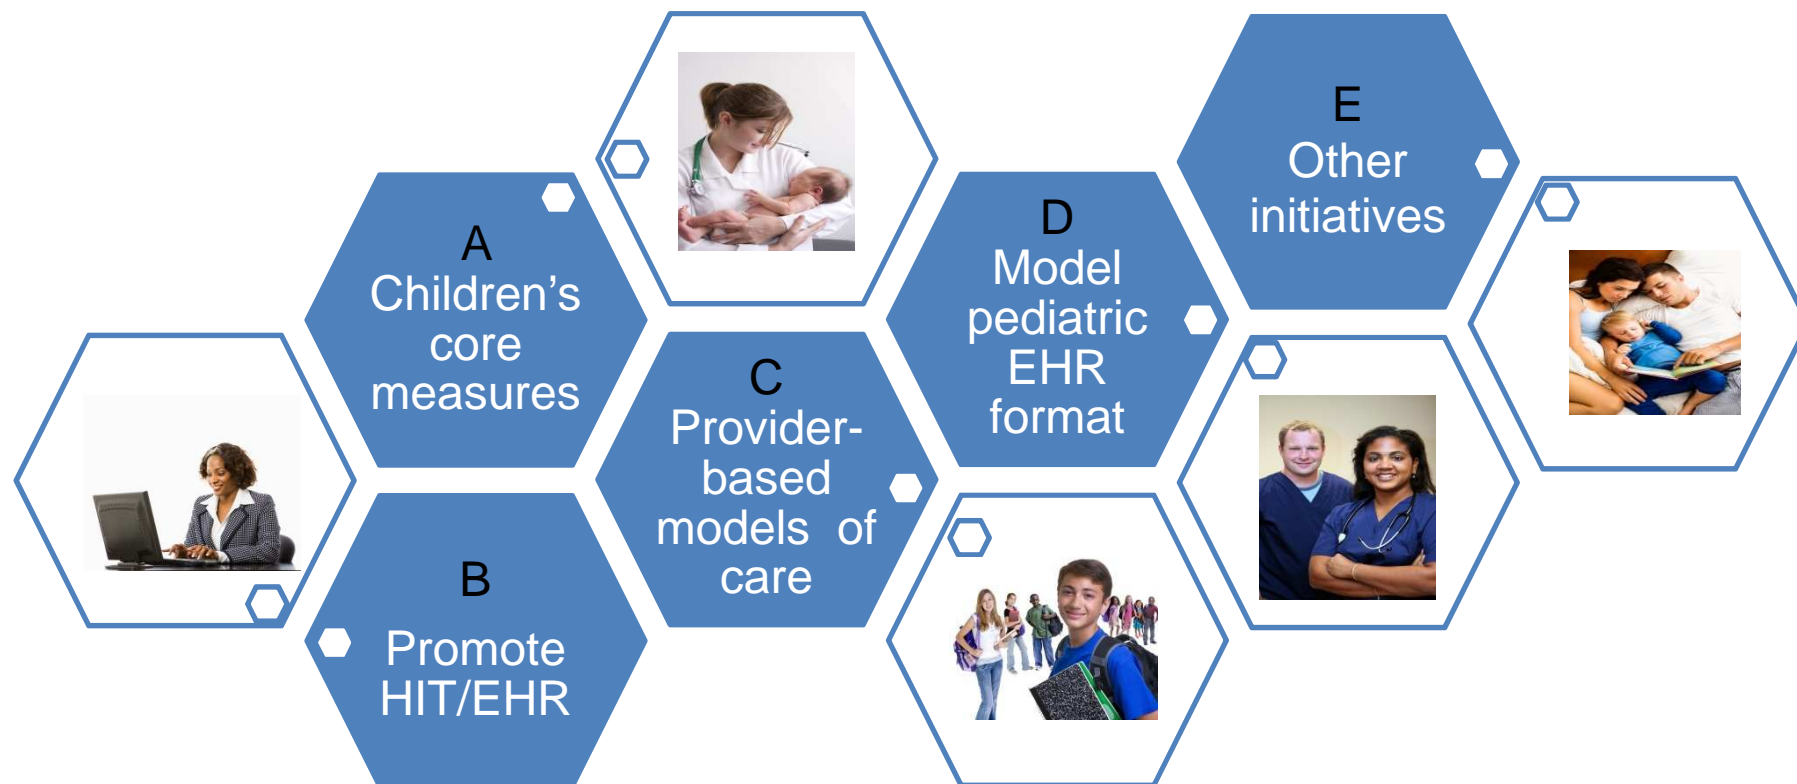 A
Children’s
core
measures
B
Promote
HIT/EHR
C
Provider-
based
models of
care
D
Model
pediatric
EHR
format
E
Other
initiatives